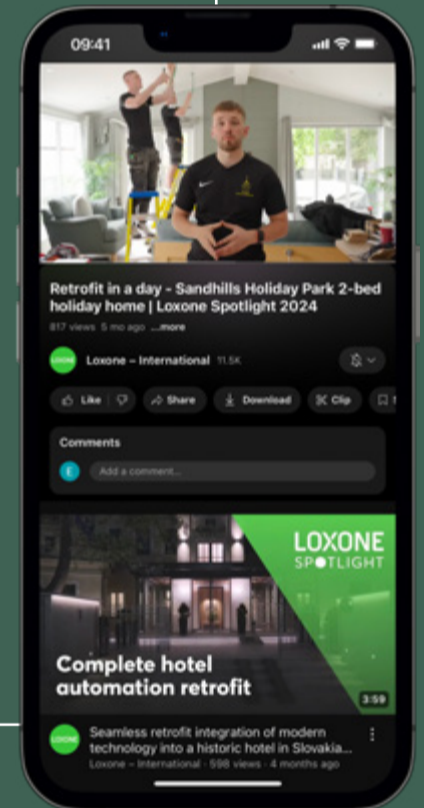 09:41
Retrofit in a day - Sandhills Holiday Park 2-bed
holiday home | Loxone Spotlight 2024
817 views 5 mo ago ...more
LOXONE
Loxone – International 11.5K
Like
Share
Download
Clip
Comments
E
Add a comment...
LOXONE
SPOTLIGHT
Complete hotel
automation retrofit
3:59
LOXONE
Seamless retrofit integration of modern
technology into a historic hotel in Slovakia...
Loxone – International · 598 views · 4 months ago